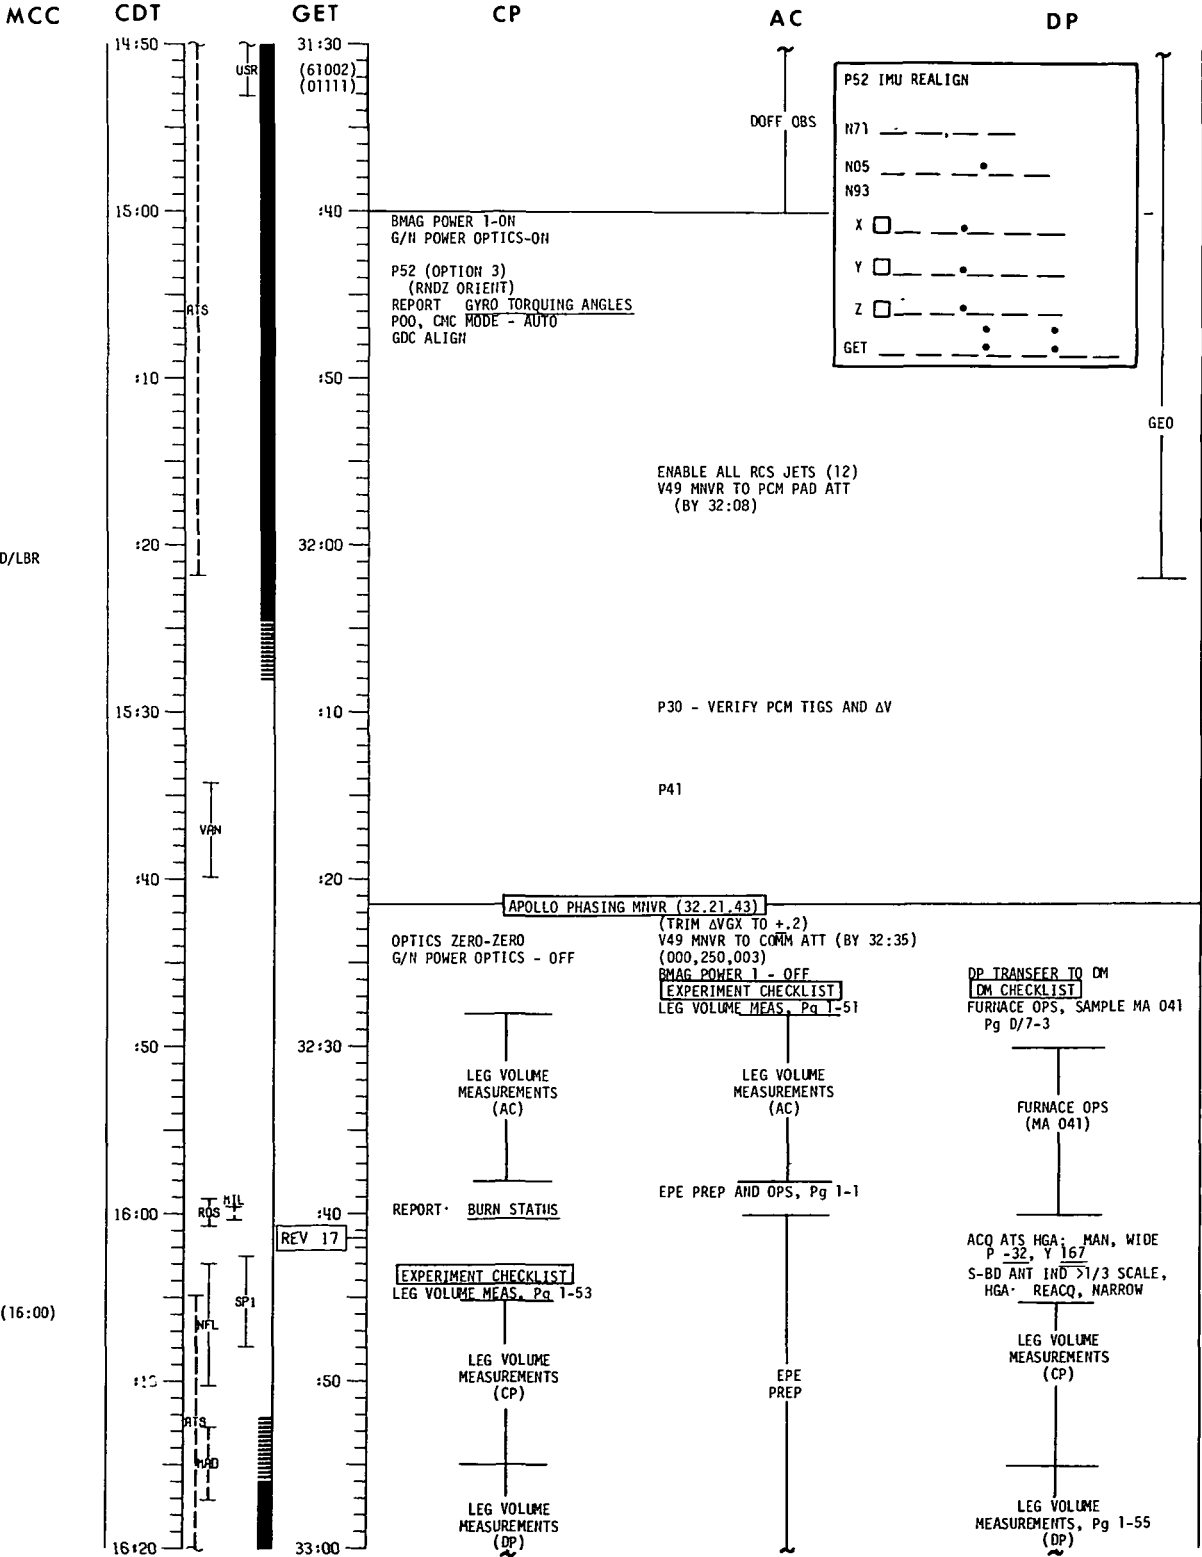 MCC CDT GET CP AC DP
14:50
USR
31:30
(61002)
(01111)
DOFF OBS
P52 IMU REALIGN
N71
N05
N93
X
Y
Z
GET
15:00
:40
BMAG POWER 1-ON
G/N POWER OPTICS-ON
P52 (OPTION 3)
(RNDZ ORIENT)
REPORT GYRO TORQUING ANGLES
P00, CMC MODE - AUTO
GDC ALIGN
ATS
:10
:50
GEO
ENABLE ALL RCS JETS (12)
V49 MNVR TO PCM PAD ATT
(BY 32:08)
D/LBR
:20
32:00
15:30
:10
P30 - VERIFY PCM TIGS AND ΔV
P41
VAN
:40
:20
APOLLO PHASING MNVR (32.21.43)
(TRIM ΔVGX TO ±.2)
OPTICS ZERO-ZERO
G/N POWER OPTICS - OFF
V49 MNVR TO COMM ATT (BY 32:35)
(000,250,003)
BMAG POWER 1 - OFF
EXPERIMENT CHECKLIST
LEG VOLUME MEAS, Pg 1-51
DP TRANSFER TO DM
DM CHECKLIST
FURNACE OPS, SAMPLE MA 041
Pg D/7-3
:50
32:30
LEG VOLUME
MEASUREMENTS
(AC)
LEG VOLUME
MEASUREMENTS
(AC)
FURNACE OPS
(MA 041)
EPE PREP AND OPS, Pg 1-1
16:00
ROS
MIL
:40
REPORT· BURN STATUS
REV 17
ACQ ATS HGA: MAN, WIDE
P -32, Y 167
S-BD ANT IND >1/3 SCALE,
HGA· REACQ, NARROW
EXPERIMENT CHECKLIST
LEG VOLUME MEAS, Pg 1-53
(16:00)
NFL
SP1
LEG VOLUME
MEASUREMENTS
(CP)
EPE
PREP
LEG VOLUME
MEASUREMENTS
(CP)
:50
ATS
MAD
LEG VOLUME
MEASUREMENTS
(DP)
LEG VOLUME
MEASUREMENTS, Pg 1-55
(DP)
16:20
33:00